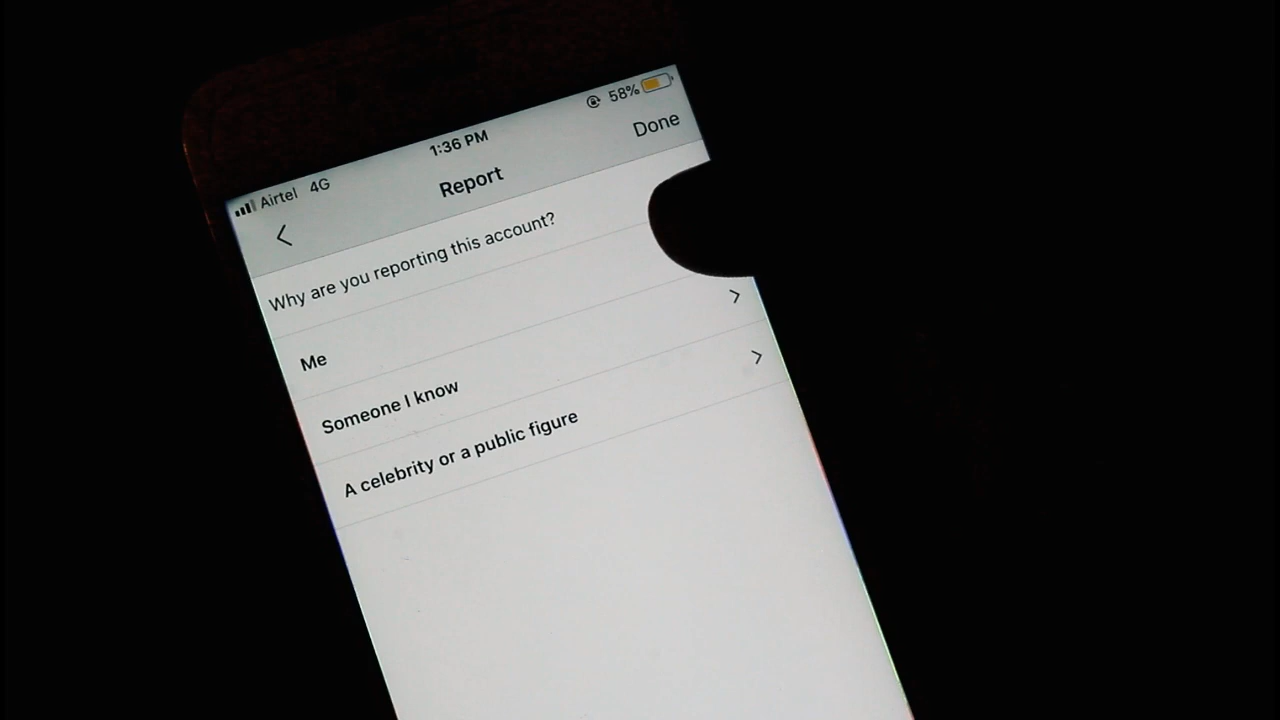 Airtel 4G 1:36 PM 58%
Report Done
Why are you reporting this account?
Me
Someone I know
A celebrity or a public figure